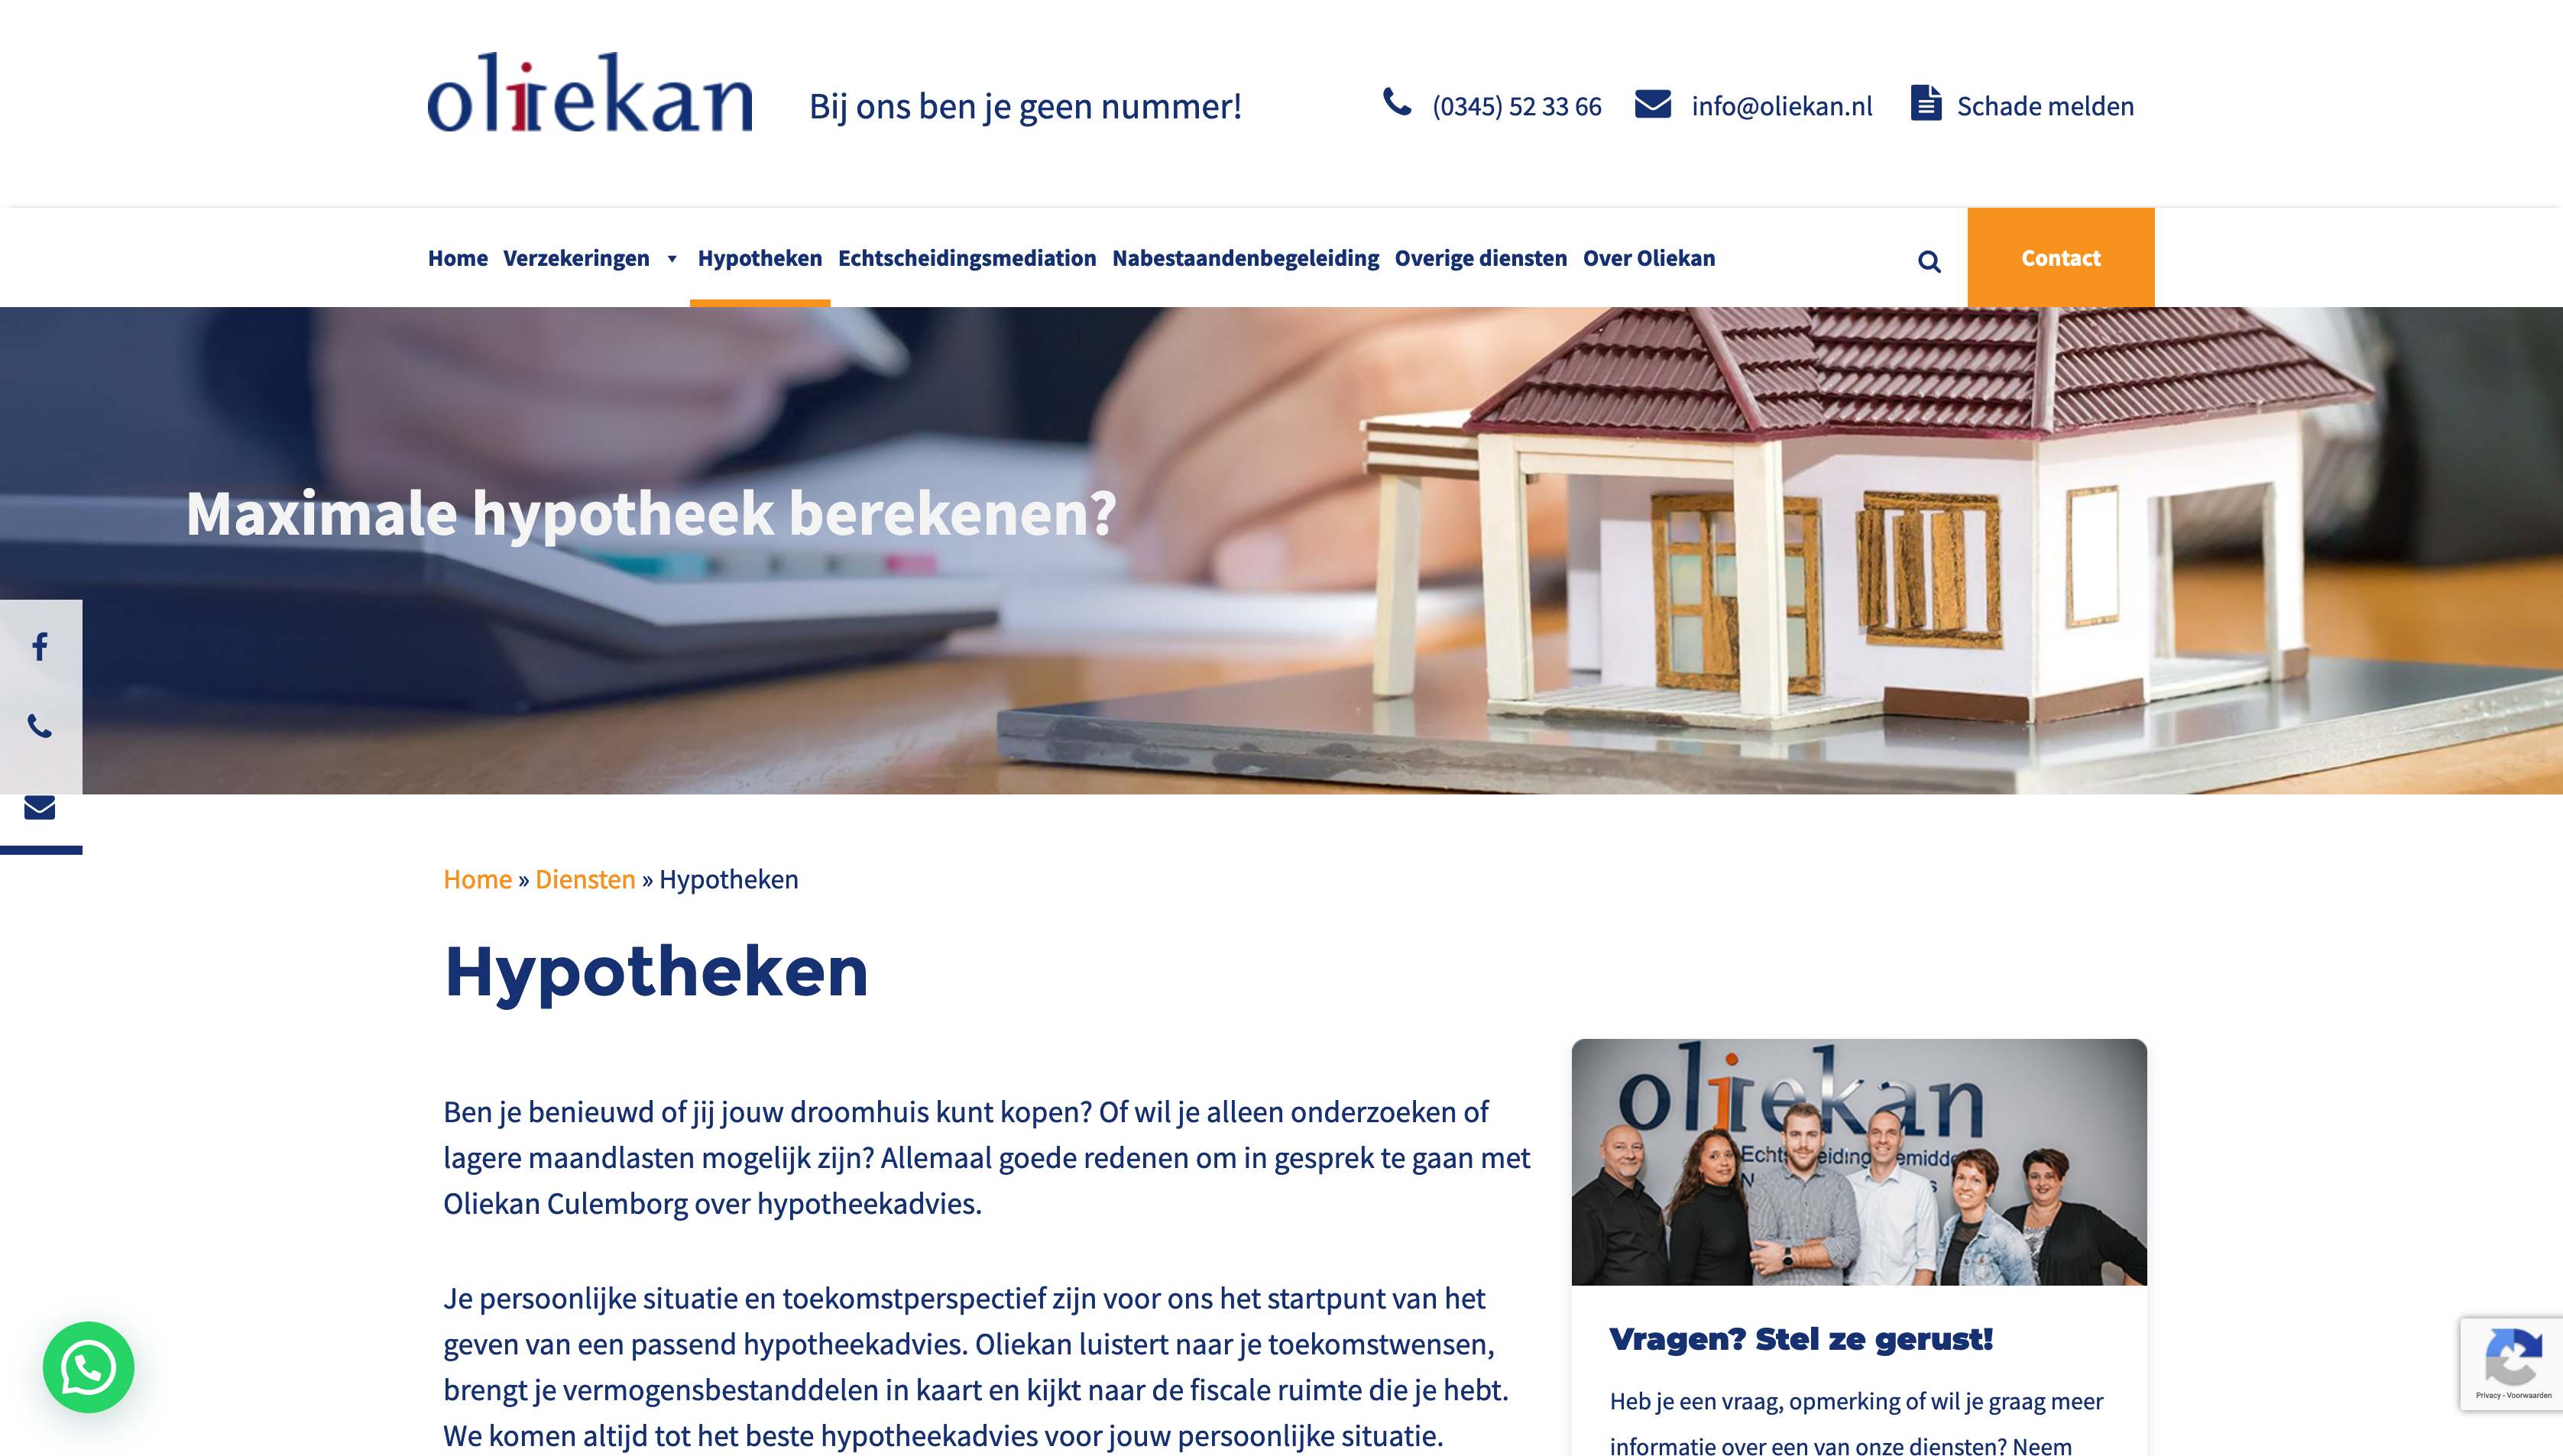 oliekan
Bij ons ben je geen nummer!
(0345) 52 33 66
info@oliekan.nl
Schade melden
Home Verzekeringen Hypotheken Echtscheidingsmediation Nabestaandenbegeleiding Overige diensten Over Oliekan
Contact
Maximale hypotheek berekenen?
Home » Diensten » Hypotheken
Hypotheken
Ben je benieuwd of jij jouw droomhuis kunt kopen? Of wil je alleen onderzoeken of
lagere maandlasten mogelijk zijn? Allemaal goede redenen om in gesprek te gaan met
Oliekan Culemborg over hypotheekadvies.
Je persoonlijke situatie en toekomstperspectief zijn voor ons het startpunt van het
geven van een passend hypotheekadvies. Oliekan luistert naar je toekomstwensen,
brengt je vermogensbestanddelen in kaart en kijkt naar de fiscale ruimte die je hebt.
We komen altijd tot het beste hypotheekadvies voor jouw persoonlijke situatie.
oliekan
Vragen? Stel ze gerust!
Heb je een vraag, opmerking of wil je graag meer
informatie over een van onze diensten? Neem
Privacy - Voorwaarden